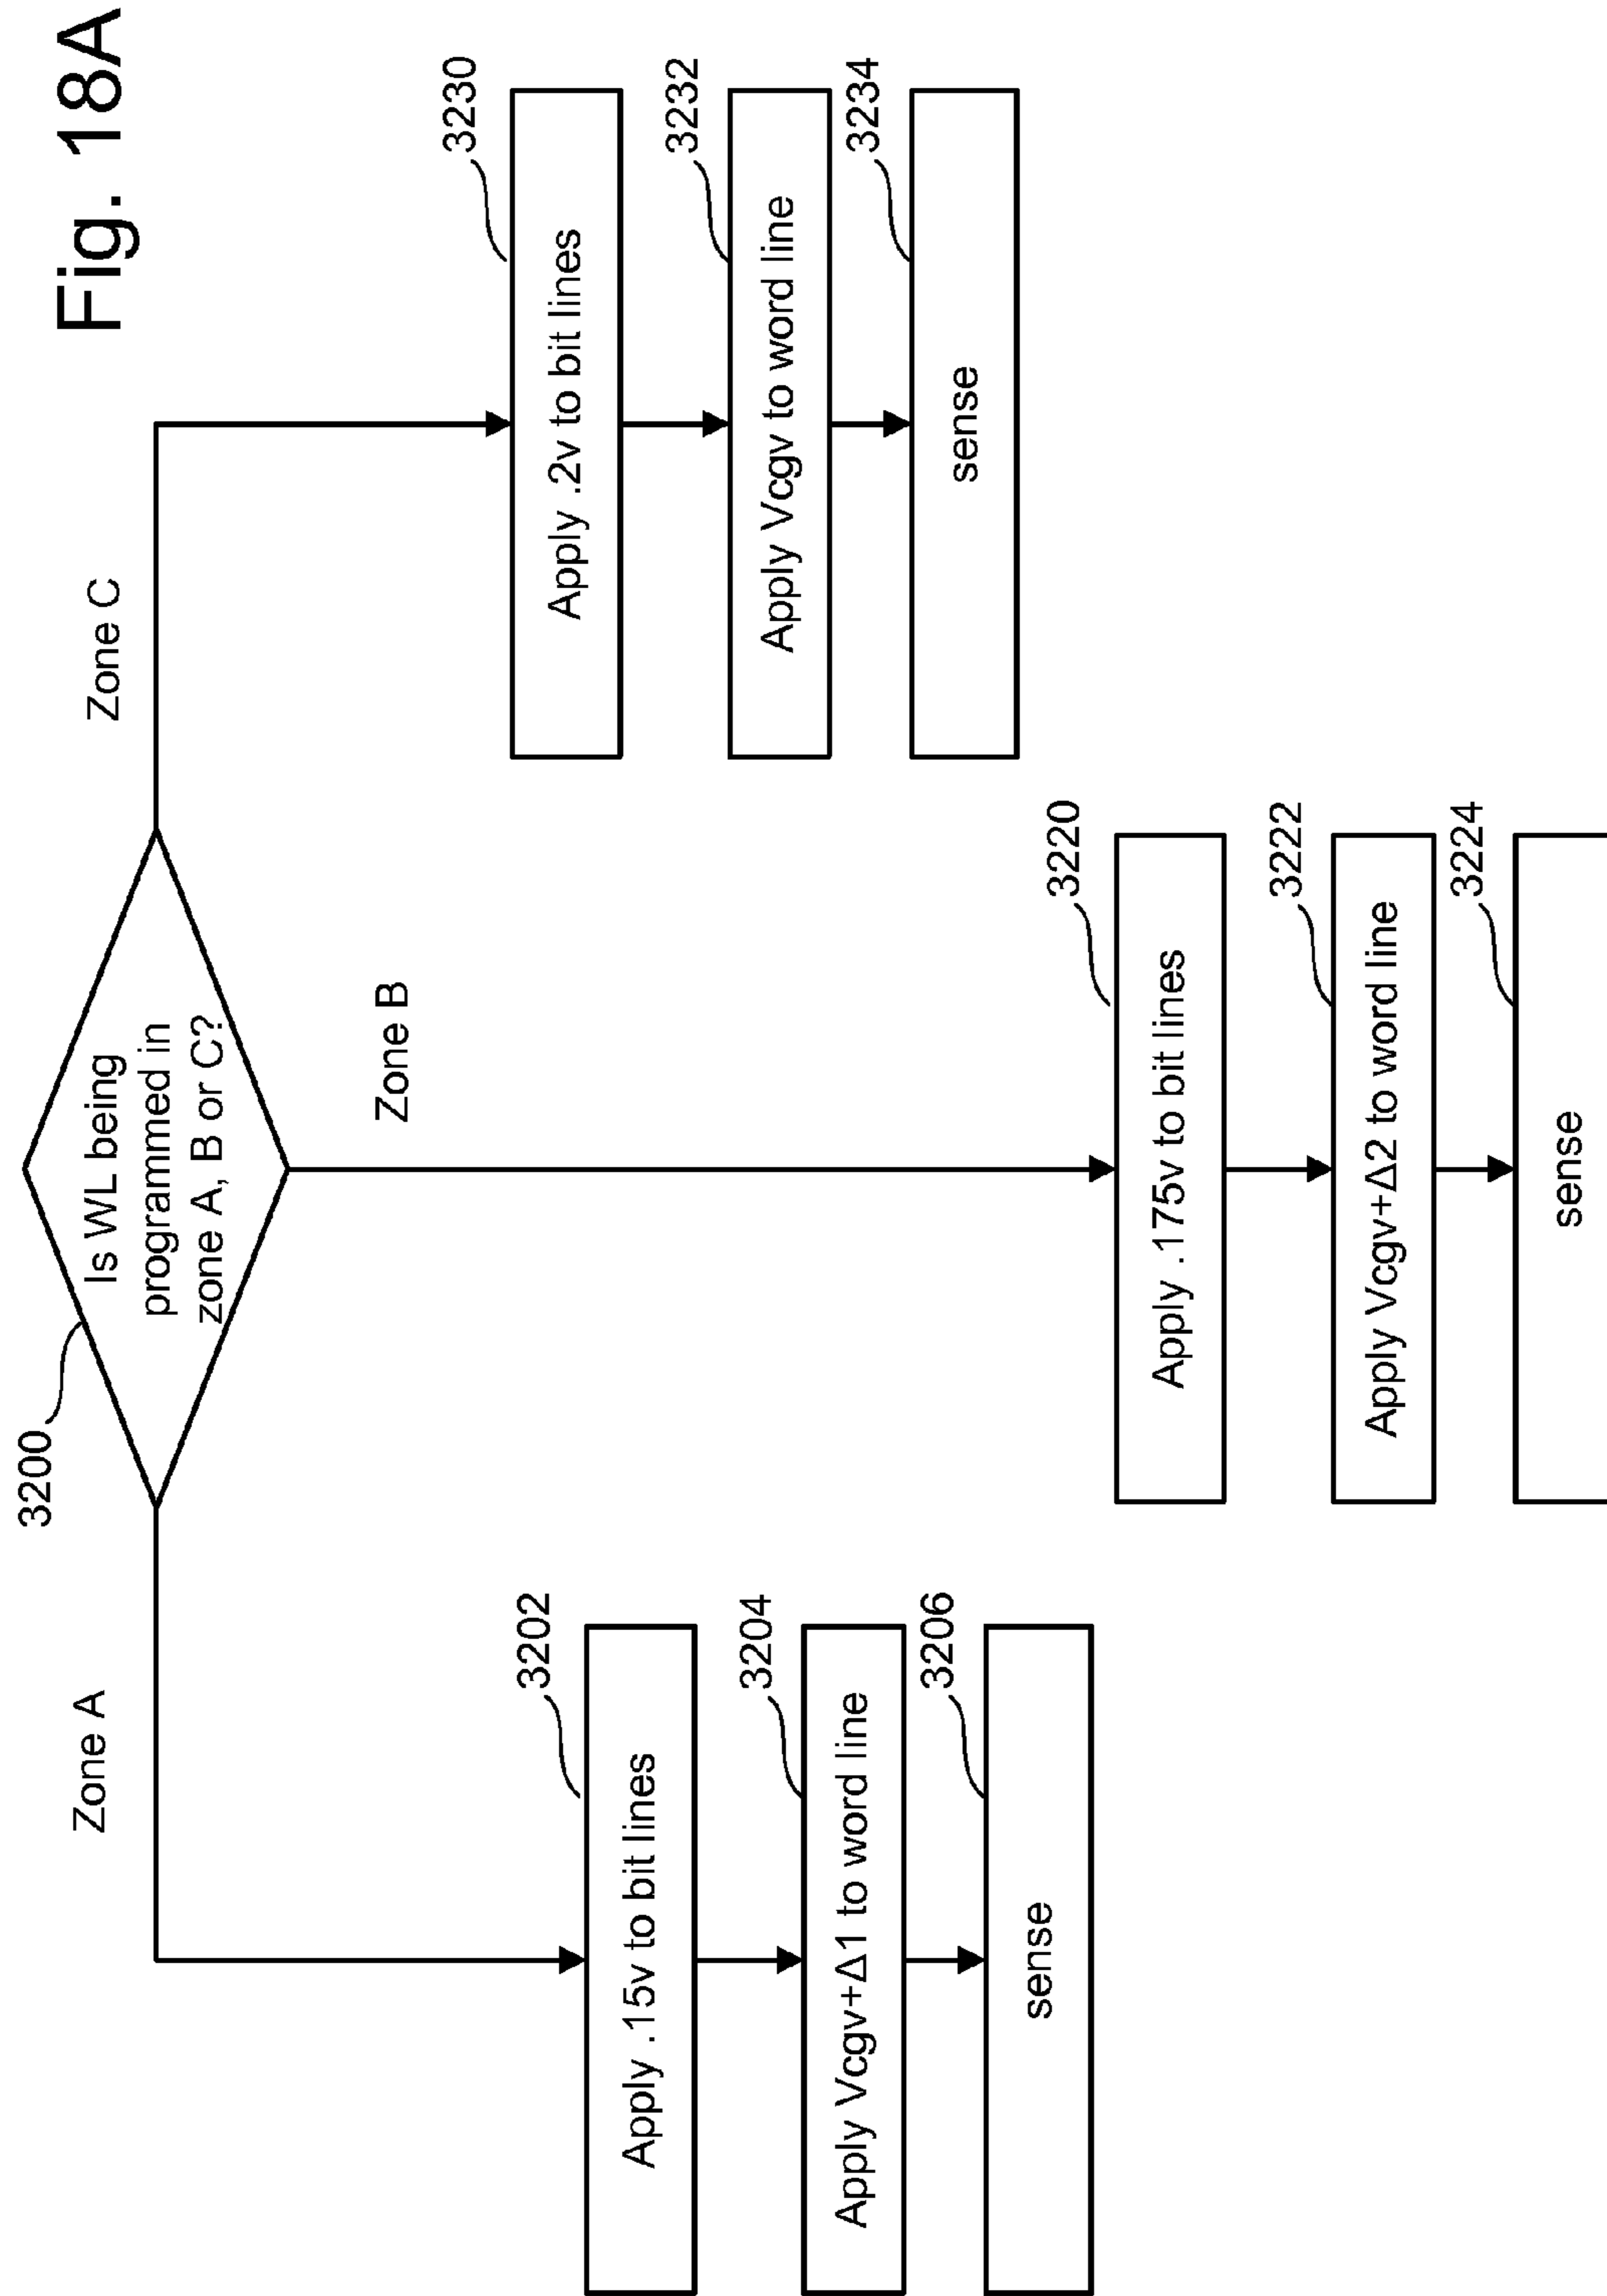 Fig. 18A
3200
Is WL being
programmed in
zone A, B or C?
Zone A
Zone B
Zone C
3202
Apply .15v to bit lines
3204
Apply Vcgv+Δ1 to word line
3206
sense
3220
Apply .175v to bit lines
3222
Apply Vcgv+Δ2 to word line
3224
sense
3230
Apply .2v to bit lines
3232
Apply Vcgv to word line
3234
sense